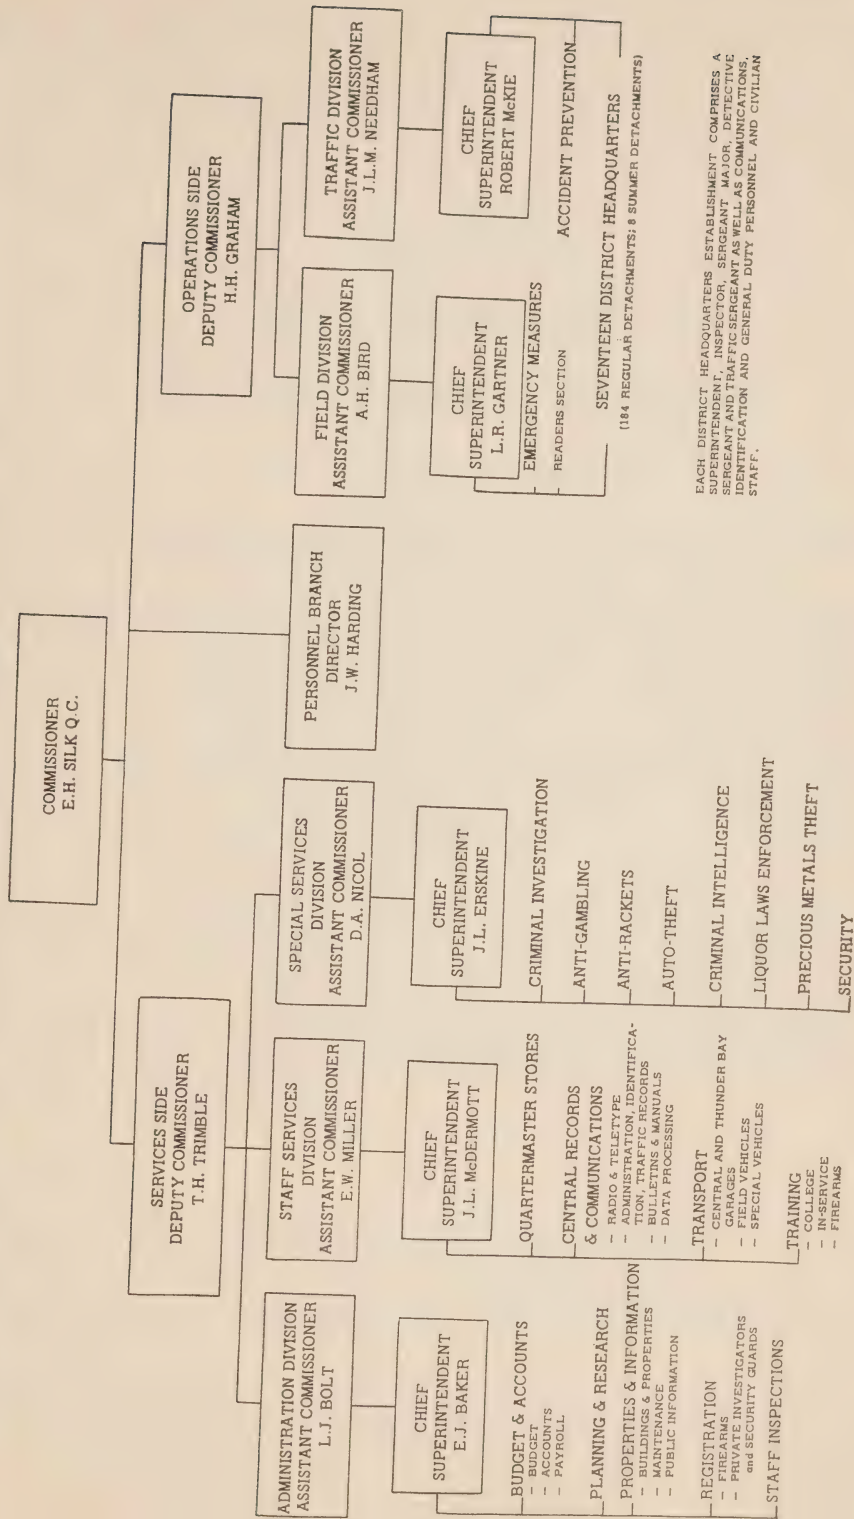 COMMISSIONER
E.H. SILK Q.C.
SERVICES SIDE
DEPUTY COMMISSIONER
T.H. TRIMBLE
OPERATIONS SIDE
DEPUTY COMMISSIONER
H.H. GRAHAM
ADMINISTRATION DIVISION
ASSISTANT COMMISSIONER
L.J. BOLT
STAFF SERVICES
DIVISION
ASSISTANT COMMISSIONER
E.W. MILLER
SPECIAL SERVICES
DIVISION
ASSISTANT COMMISSIONER
D.A. NICOL
PERSONNEL BRANCH
DIRECTOR
J.W. HARDING
FIELD DIVISION
ASSISTANT COMMISSIONER
A.H. BIRD
TRAFFIC DIVISION
ASSISTANT COMMISSIONER
J.L.M. NEEDHAM
CHIEF
SUPERINTENDENT
E.J. BAKER
BUDGET & ACCOUNTS
– BUDGET
– ACCOUNTS
– PAYROLL
PLANNING & RESEARCH
PROPERTIES & INFORMATION
– BUILDINGS & PROPERTIES
– MAINTENANCE
– PUBLIC INFORMATION
REGISTRATION
– FIREARMS
– PRIVATE INVESTIGATORS
and SECURITY GUARDS
STAFF INSPECTIONS
CHIEF
SUPERINTENDENT
J.L. McDERMOTT
QUARTERMASTER STORES
CENTRAL RECORDS
& COMMUNICATIONS
– RADIO & TELETYPE
– ADMINISTRATION, IDENTIFICA-
TION, TRAFFIC RECORDS
– BULLETINS & MANUALS
– DATA PROCESSING
TRANSPORT
– CENTRAL AND THUNDER BAY
GARAGES
– FIELD VEHICLES
– SPECIAL VEHICLES
TRAINING
– COLLEGE
– IN-SERVICE
– FIREARMS
CHIEF
SUPERINTENDENT
J.L. ERSKINE
CRIMINAL INVESTIGATION
ANTI-GAMBLING
ANTI-RACKETS
AUTO-THEFT
CRIMINAL INTELLIGENCE
LIQUOR LAWS ENFORCEMENT
PRECIOUS METALS THEFT
SECURITY
CHIEF
SUPERINTENDENT
L.R. GARTNER
EMERGENCY MEASURES
– READERS SECTION
CHIEF
SUPERINTENDENT
ROBERT McKIE
ACCIDENT PREVENTION
SEVENTEEN DISTRICT HEADQUARTERS
(184 REGULAR DETACHMENTS; 8 SUMMER DETACHMENTS)
EACH DISTRICT HEADQUARTERS ESTABLISHMENT COMPRISES A
SUPERINTENDENT, INSPECTOR, SERGEANT MAJOR, DETECTIVE
SERGEANT AND TRAFFIC SERGEANT AS WELL AS COMMUNICATIONS,
IDENTIFICATION AND GENERAL DUTY PERSONNEL AND CIVILIAN
STAFF.